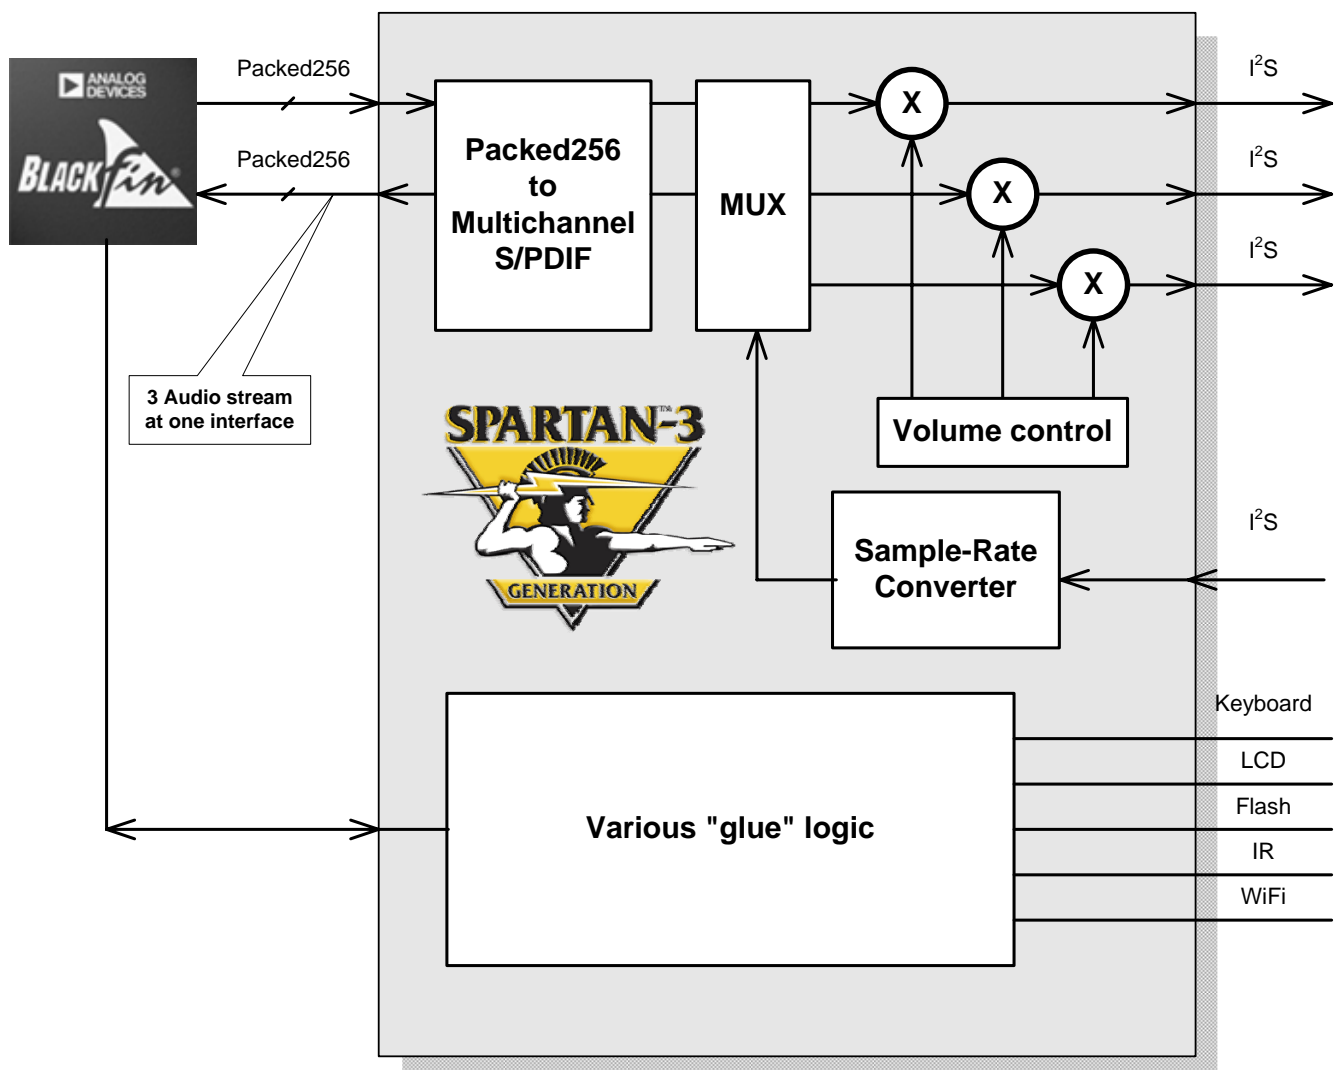 ANALOG
DEVICES
BLACKfin®
Packed256
Packed256
Packed256
to
Multichannel
S/PDIF
MUX
X
X
X
I²S
I²S
I²S
3 Audio stream
at one interface
Volume control
SPARTAN™-3
GENERATION
Sample-Rate
Converter
I²S
Various "glue" logic
Keyboard
LCD
Flash
IR
WiFi